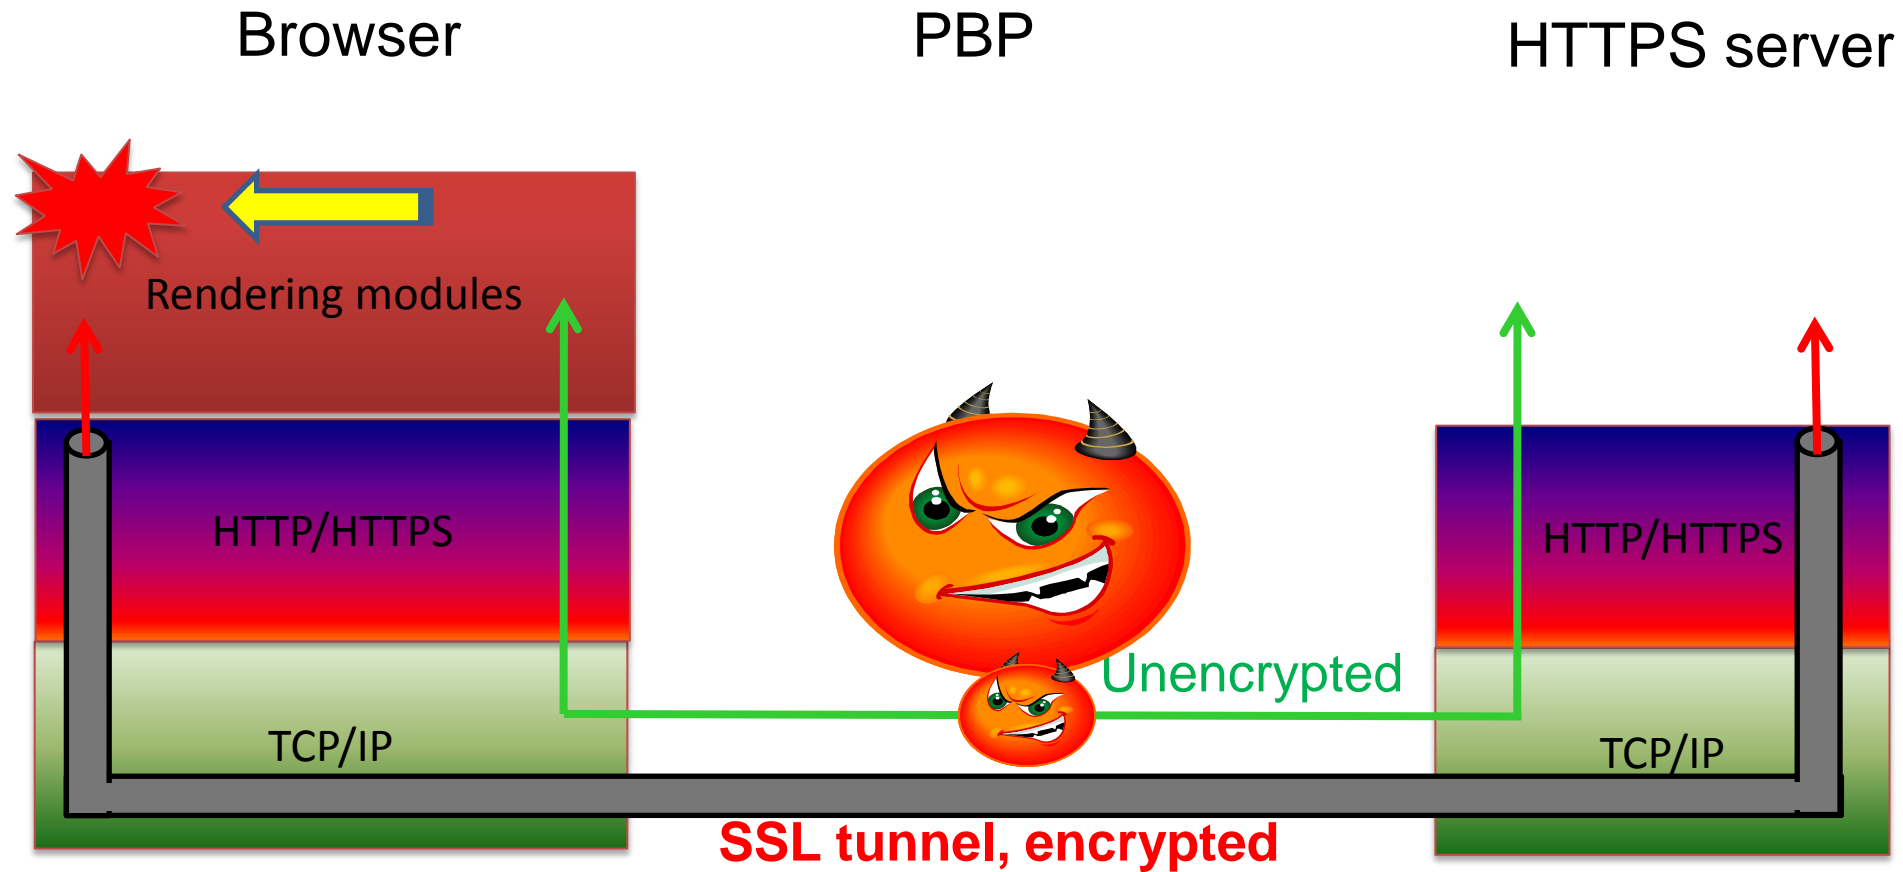 Browser
PBP
HTTPS server
Rendering modules
HTTP/HTTPS
HTTP/HTTPS
Unencrypted
TCP/IP
TCP/IP
SSL tunnel, encrypted